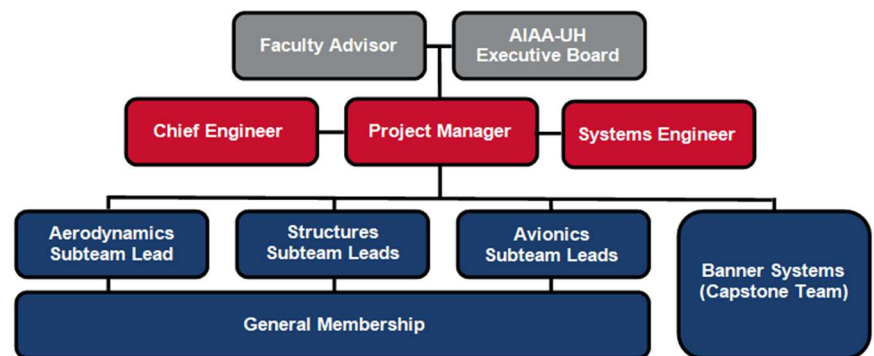 Faculty Advisor
AIAA-UH
Executive Board
Chief Engineer
Project Manager
Systems Engineer
Aerodynamics
Subteam Lead
Structures
Subteam Leads
Avionics
Subteam Leads
Banner Systems
(Capstone Team)
General Membership